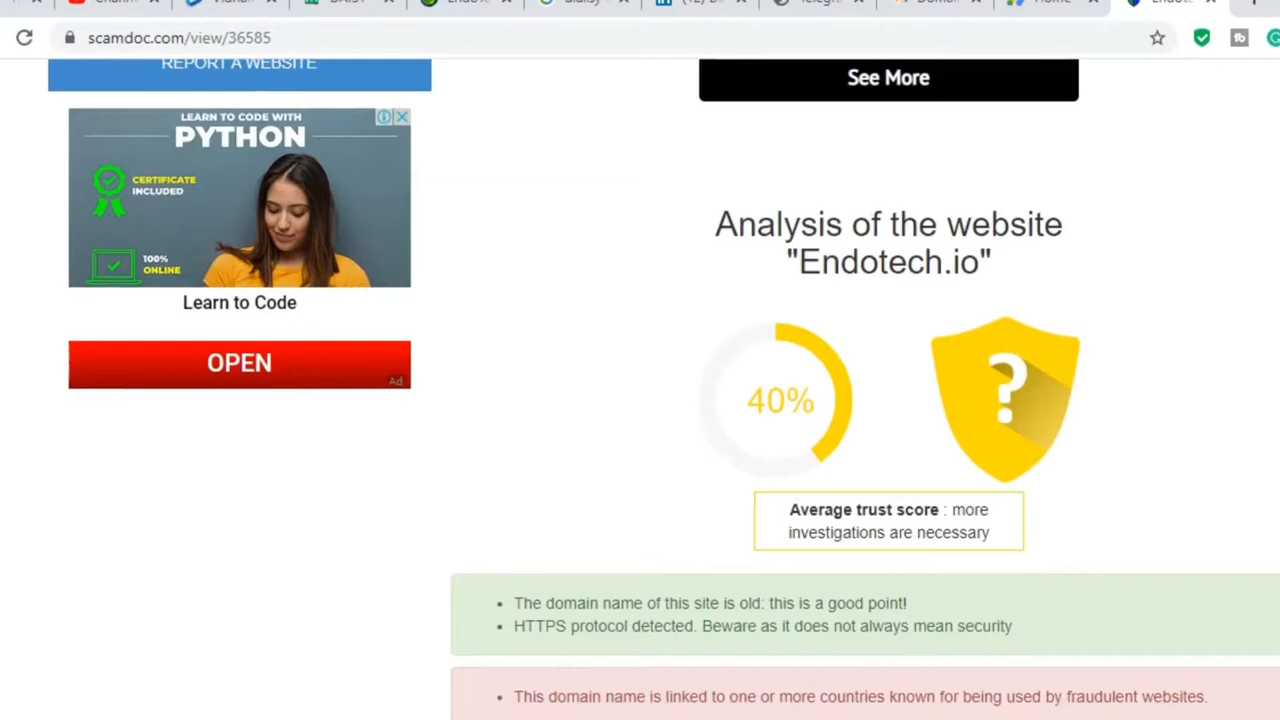 scamdoc.com/view/36585
REPORT A WEBSITE
See More
LEARN TO CODE WITH
PYTHON
CERTIFICATE
INCLUDED
100%
ONLINE
Learn to Code
OPEN
Ad
Analysis of the website
"Endotech.io"
40%
?
Average trust score : more
investigations are necessary
• The domain name of this site is old: this is a good point!
• HTTPS protocol detected. Beware as it does not always mean security
• This domain name is linked to one or more countries known for being used by fraudulent websites.